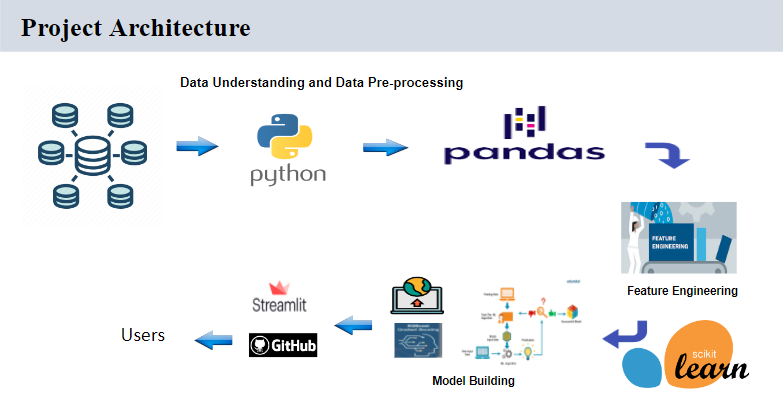 Project Architecture
Data Understanding and Data Pre-processing
python
pandas
FEATURE
ENGINEERING
Feature Engineering
scikit
learn
Model Building
Streamlit
GitHub
Users